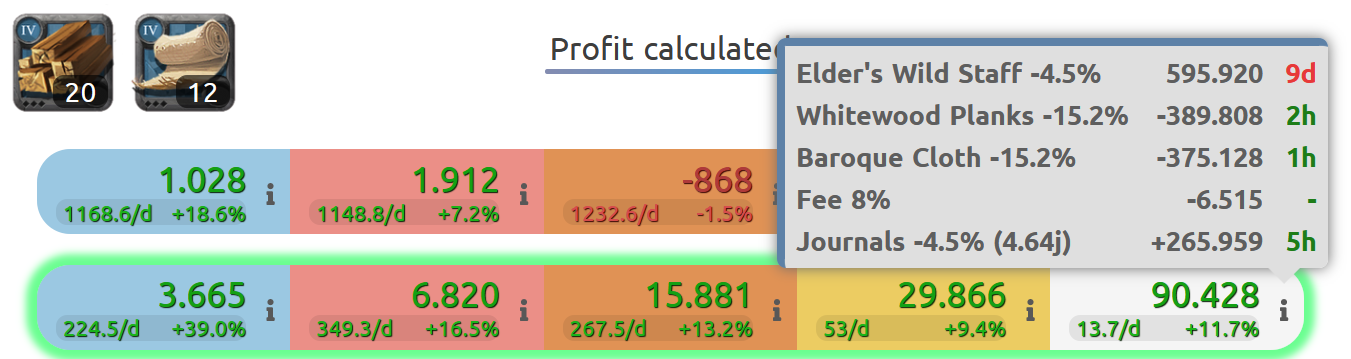 IV IV
20 12
Profit calculated
Elder's Wild Staff -4.5% 595.920 9d
Whitewood Planks -15.2% -389.808 2h
Baroque Cloth -15.2% -375.128 1h
Fee 8% -6.515 -
Journals -4.5% (4.64j) +265.959 5h
1.028 1.912 -868
1168.6/d +18.6% 1148.8/d +7.2% 1232.6/d -1.5%
3.665 6.820 15.881 29.866 90.428
224.5/d +39.0% 349.3/d +16.5% 267.5/d +13.2% 53/d +9.4% 13.7/d +11.7%